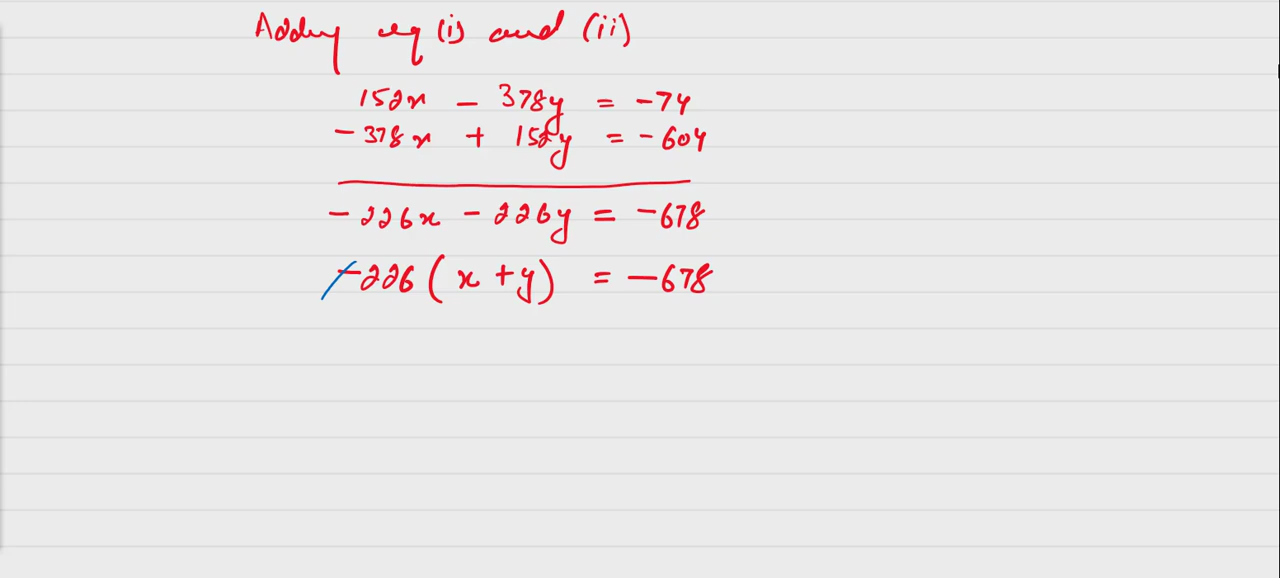 Adding eq (i) and (ii)
152x - 378y = -74
-378x + 152y = -604
-226x - 226y = -678
-226 (x + y) = -678